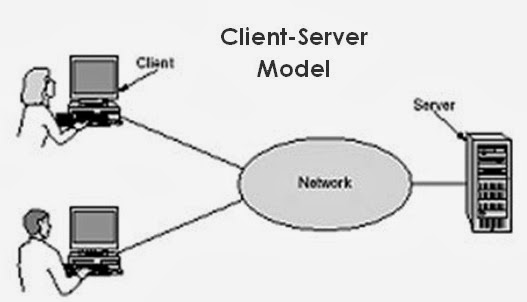 Client-Server
Model
Client
Server
Network